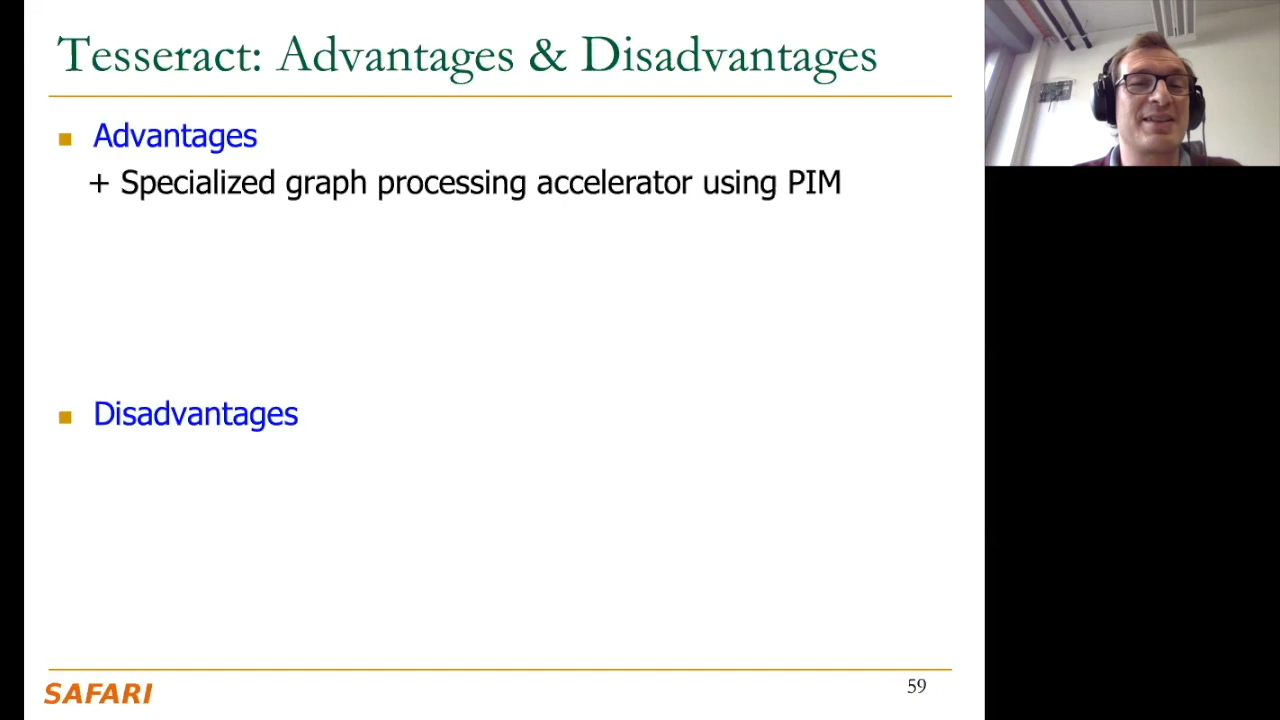 Tesseract: Advantages & Disadvantages
■ Advantages
+ Specialized graph processing accelerator using PIM
■ Disadvantages
SAFARI
59